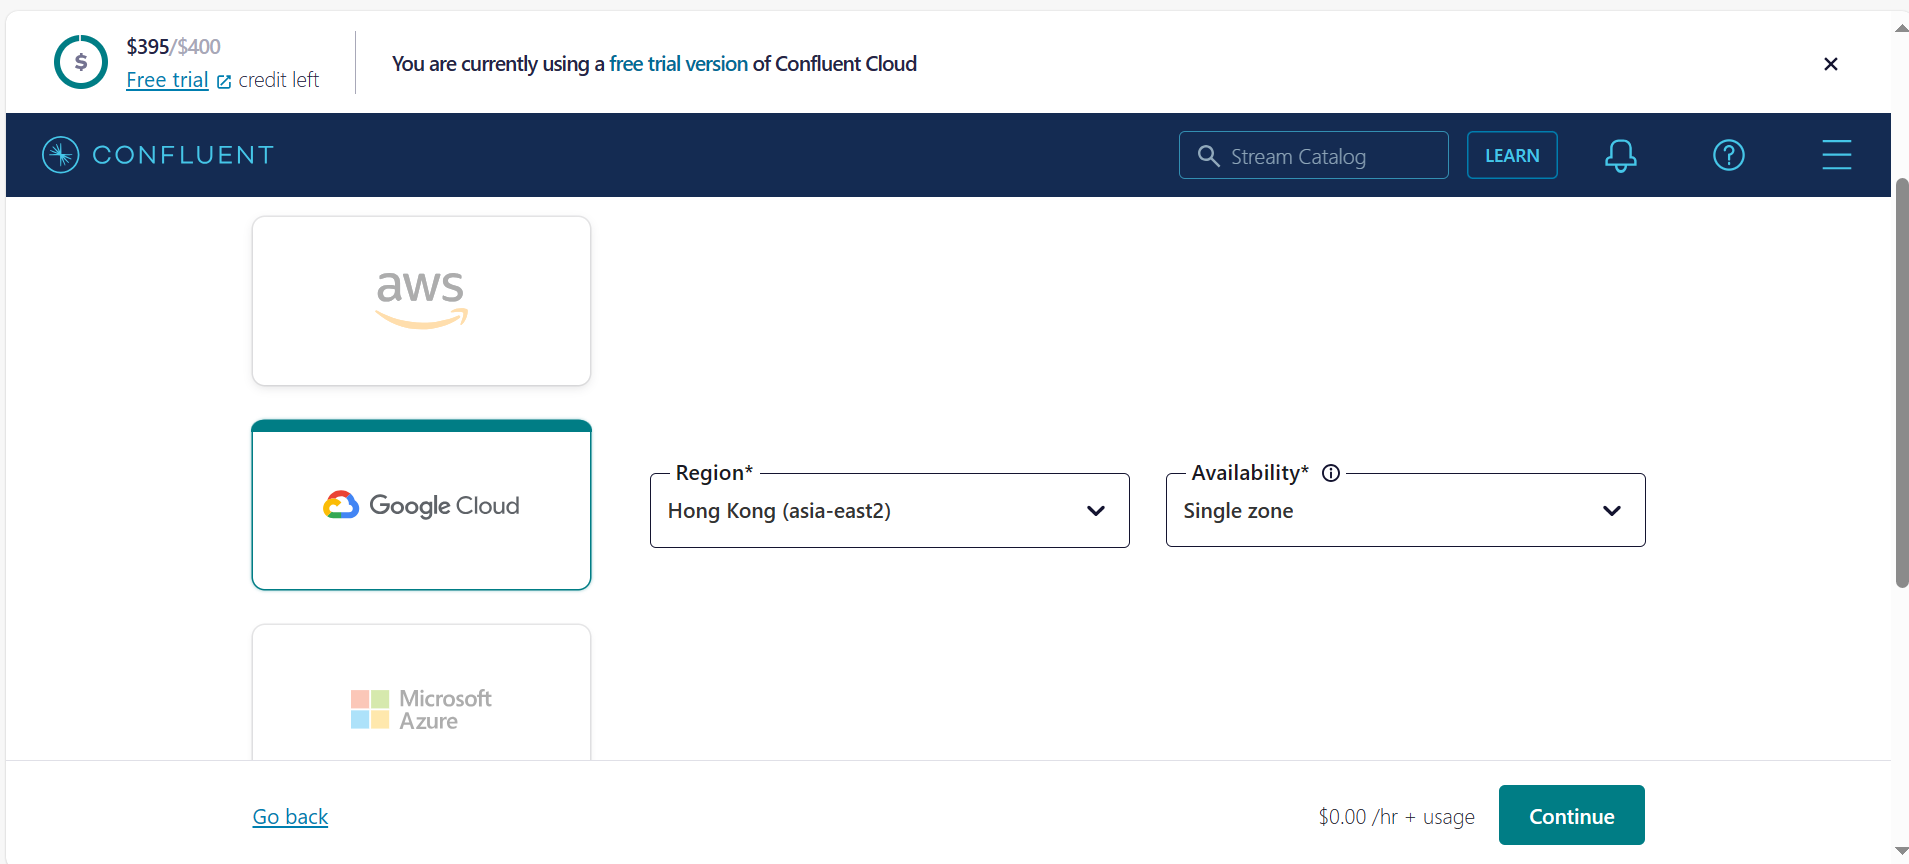 $395/$400
Free trial credit left
You are currently using a free trial version of Confluent Cloud
CONFLUENT
Stream Catalog
LEARN
aws
Google Cloud
Region*
Hong Kong (asia-east2)
Availability*
Single zone
Microsoft
Azure
Go back
$0.00 /hr + usage
Continue